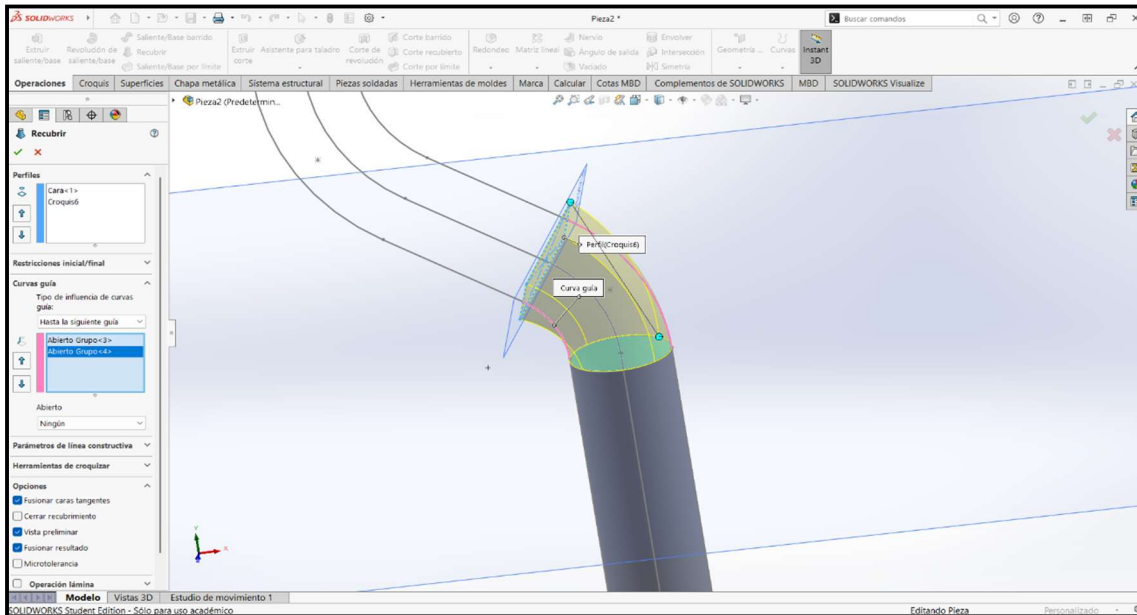 SOLIDWORKS
Pieza2 *
Buscar comandos
Extruir saliente/base
Revolución de saliente/base
Saliente/Base barrido
Recubrir
Saliente/Base por límite
Extruir corte
Asistente para taladro
Corte de revolución
Corte barrido
Corte recubierto
Corte por límite
Redondeo
Matriz lineal
Nervio
Ángulo de salida
Vaciado
Envolver
Intersección
Simetría
Geometría ...
Curvas
Instant 3D
Operaciones
Croquis
Superficies
Chapa metálica
Sistema estructural
Piezas soldadas
Herramientas de moldes
Marca
Calcular
Cotas MBD
Complementos de SOLIDWORKS
MBD
SOLIDWORKS Visualize
Pieza2 (Predetermin...
Recubrir
Perfiles
Cara<1>
Croquis6
Restricciones inicial/final
Curvas guía
Tipo de influencia de curvas
guía:
Hasta la siguiente guía
Abierto Grupo<3>
Abierto Grupo<4>
Abierto
Ningún
Parámetros de línea constructiva
Herramientas de croquizar
Opciones
Fusionar caras tangentes
Cerrar recubrimiento
Vista preliminar
Fusionar resultado
Microtolerancia
Operación lámina
Perfil(Croquis6)
Curva guía
Y
X
Modelo
Vistas 3D
Estudio de movimiento 1
SOLIDWORKS Student Edition - Sólo para uso académico
Editando Pieza
Personalizado